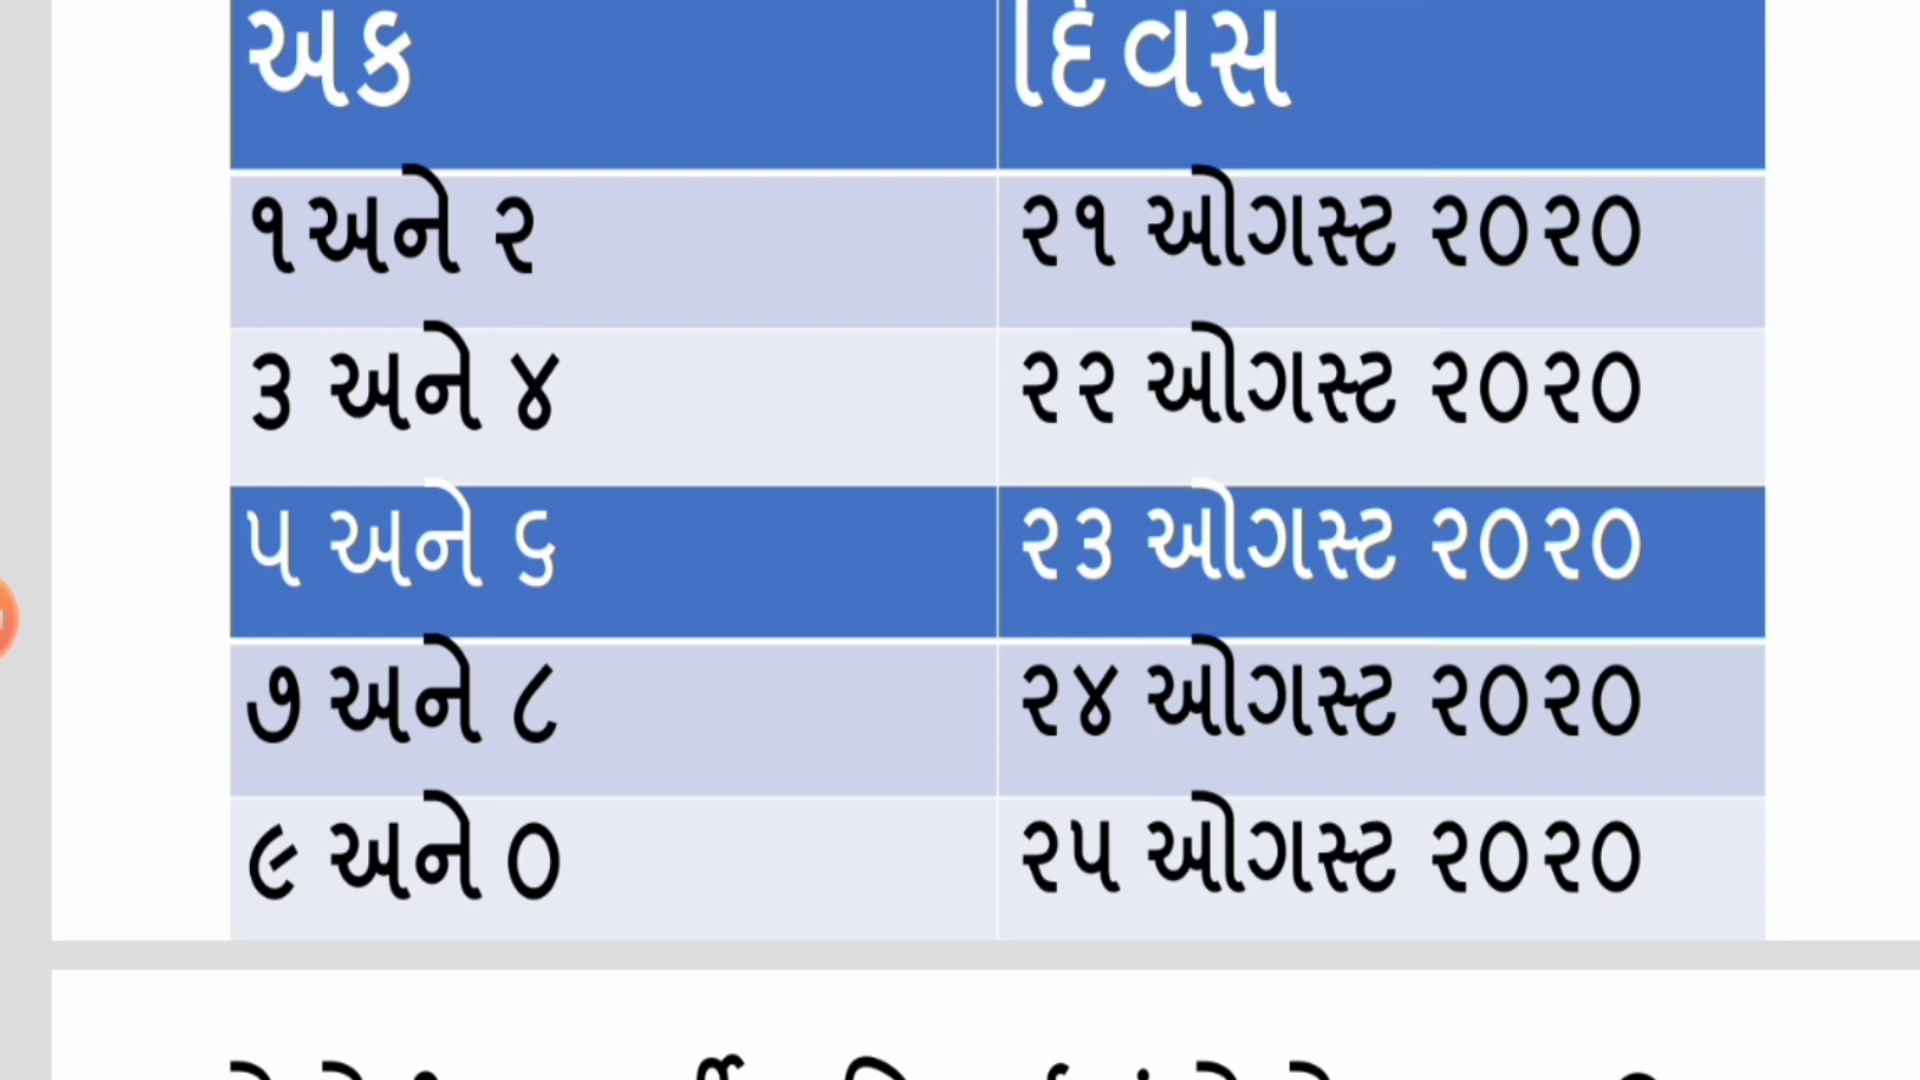 અંક દિવસ
૧અને ૨ ૨૧ ઓગસ્ટ ૨૦૨૦
૩ અને ૪ ૨૨ ઓગસ્ટ ૨૦૨૦
૫ અને ૬ ૨૩ ઓગસ્ટ ૨૦૨૦
૭ અને ૮ ૨૪ ઓગસ્ટ ૨૦૨૦
૯ અને ૦ ૨૫ ઓગસ્ટ ૨૦૨૦